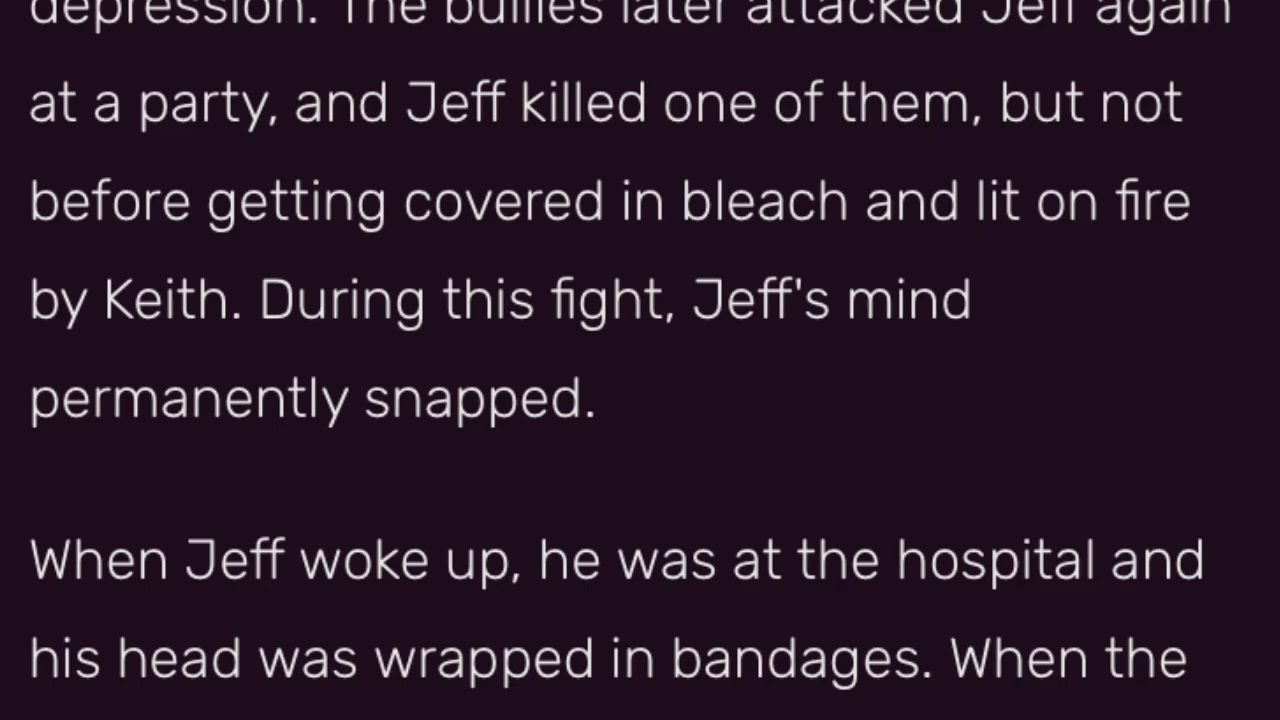 depression. The bullies later attacked Jeff again
at a party, and Jeff killed one of them, but not
before getting covered in bleach and lit on fire
by Keith. During this fight, Jeff's mind
permanently snapped.
When Jeff woke up, he was at the hospital and
his head was wrapped in bandages. When the